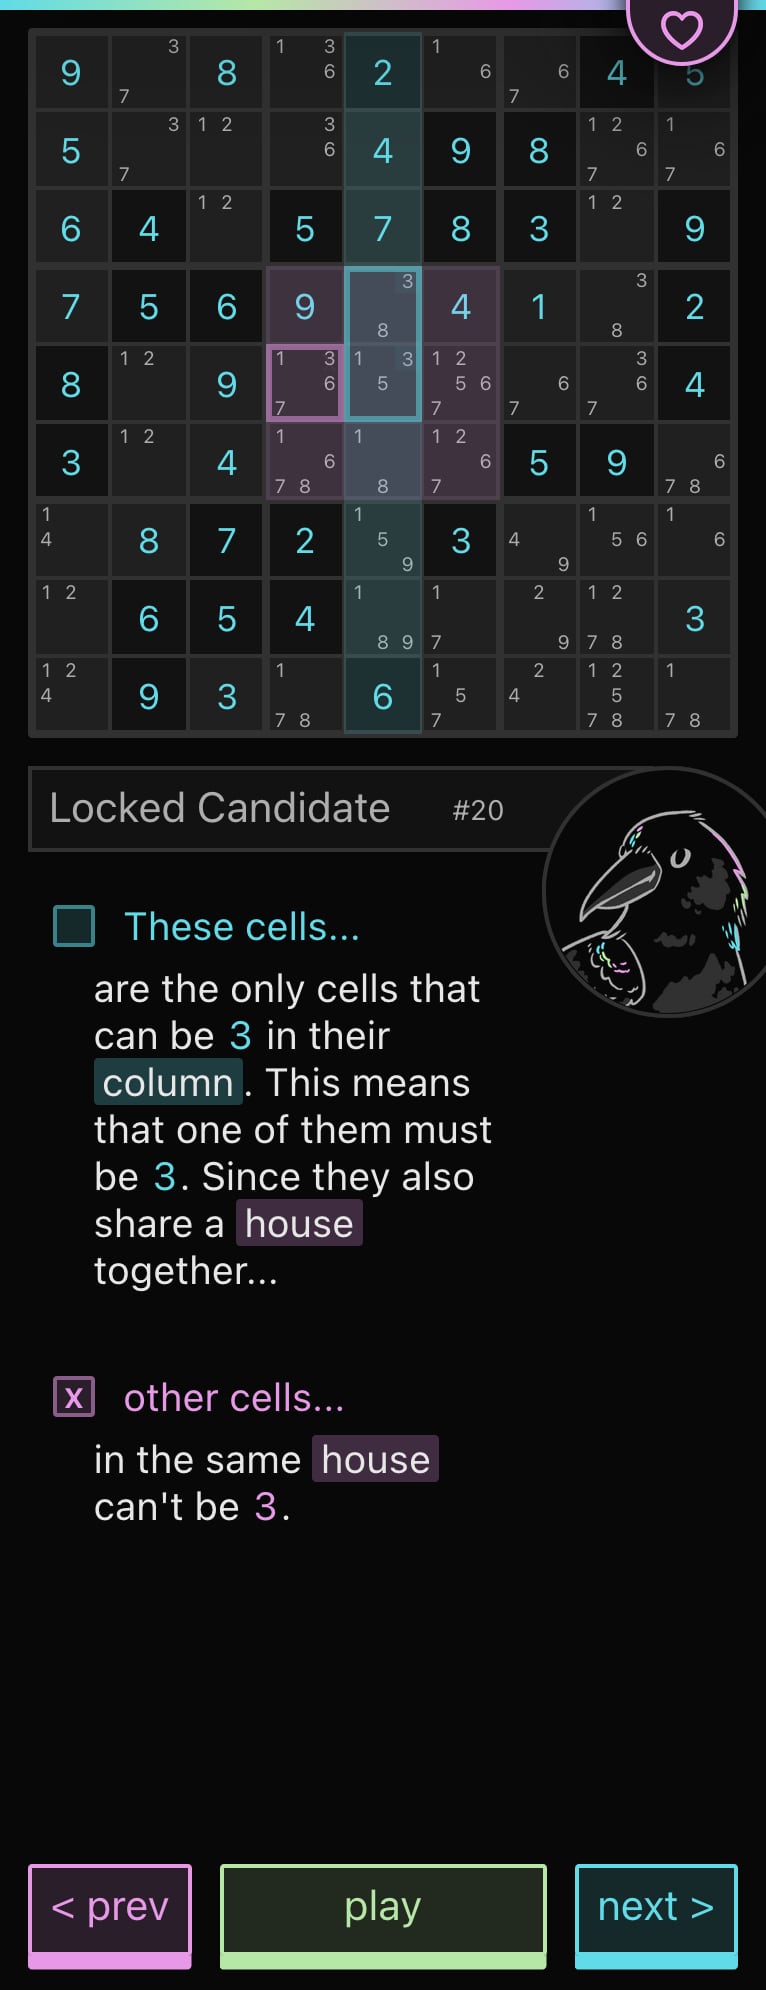 3 1 3 1
9 8 6 2 6 6 4 5
7 7
3 1 2 3 1 2 1
5 6 4 9 8 6 6
7 7 7
1 2 1 2
6 4 5 7 8 3 9
3 3
7 5 6 9 4 1 2
8 8
1 2 1 3 1 3 1 2 3
8 9 6 5 5 6 6 6 4
7 7 7 7
1 2 1 1 1 2
3 4 6 6 5 9 6
7 8 8 7 7 8
1 1 1 1
4 8 7 2 5 3 4 5 6 6
9 9
1 2 1 1 2 1 2
6 5 4 3
8 9 7 9 7 8
1 2 1 1 2 1 2 1
4 9 3 6 5 4 5
7 8 7 7 8 7 8
Locked Candidate #20
These cells...
are the only cells that
can be 3 in their
column. This means
that one of them must
be 3. Since they also
share a house
together...
X other cells...
in the same house
can't be 3.
< prev play next >